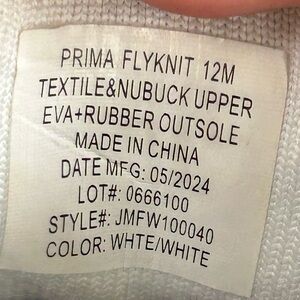 PRIMA FLYKNIT 12M
TEXTILE&NUBUCK UPPER
EVA+RUBBER OUTSOLE
MADE IN CHINA
DATE MFG: 05/2024
LOT#: 0666100
STYLE#: JMFW100040
COLOR: WHTE/WHITE